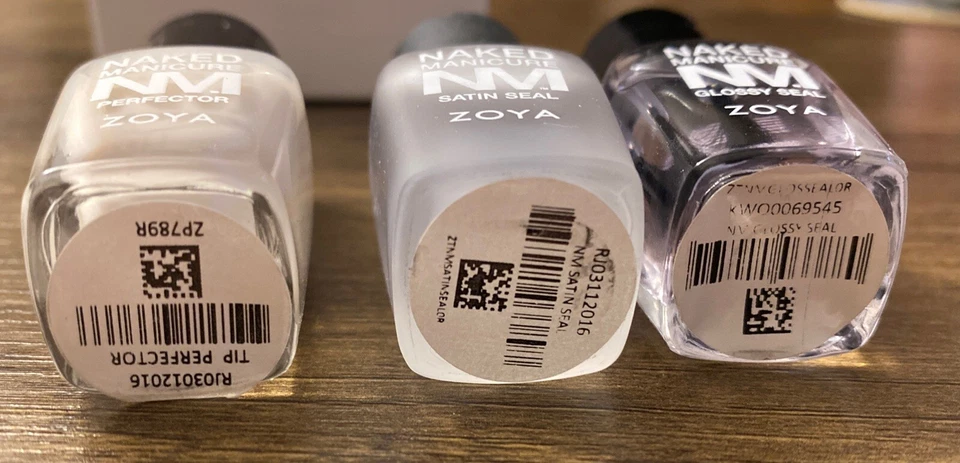 NAKED
MANICURE
NM
PERFECTOR
ZOYA
ZP789R
TIP PERFECTOR
RJ03012016
NAKED
MANICURE
NM
SATIN SEAL
ZOYA
RJ03112016
NM SATIN SEAL
ZTNMSATINSEALOR
NAKED
MANICURE
NM
GLOSSY SEAL
ZOYA
KWO0069545
NM GLOSSY SEAL